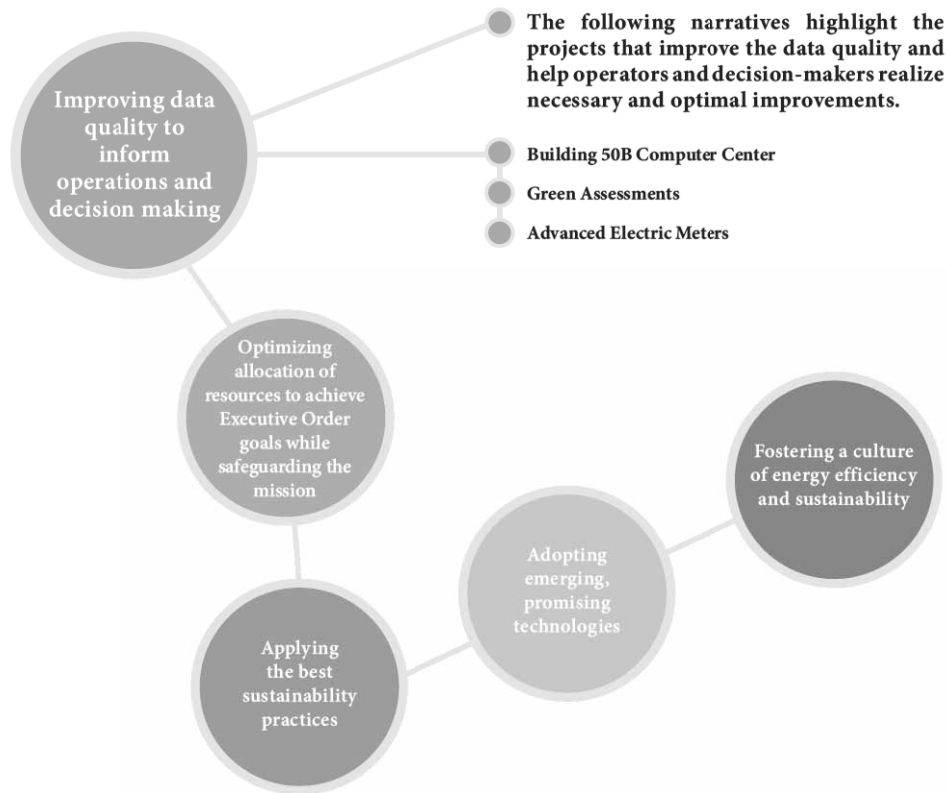 The following narratives highlight the
projects that improve the data quality and
help operators and decision-makers realize
necessary and optimal improvements.
Improving data
quality to
inform
operations and
decision making
Building 50B Computer Center
Green Assessments
Advanced Electric Meters
Optimizing
allocation of
resources to achieve
Executive Order
goals while
safeguarding the
mission
Fostering a culture
of energy efficiency
and sustainability
Adopting
emerging,
promising
technologies
Applying
the best
sustainability
practices